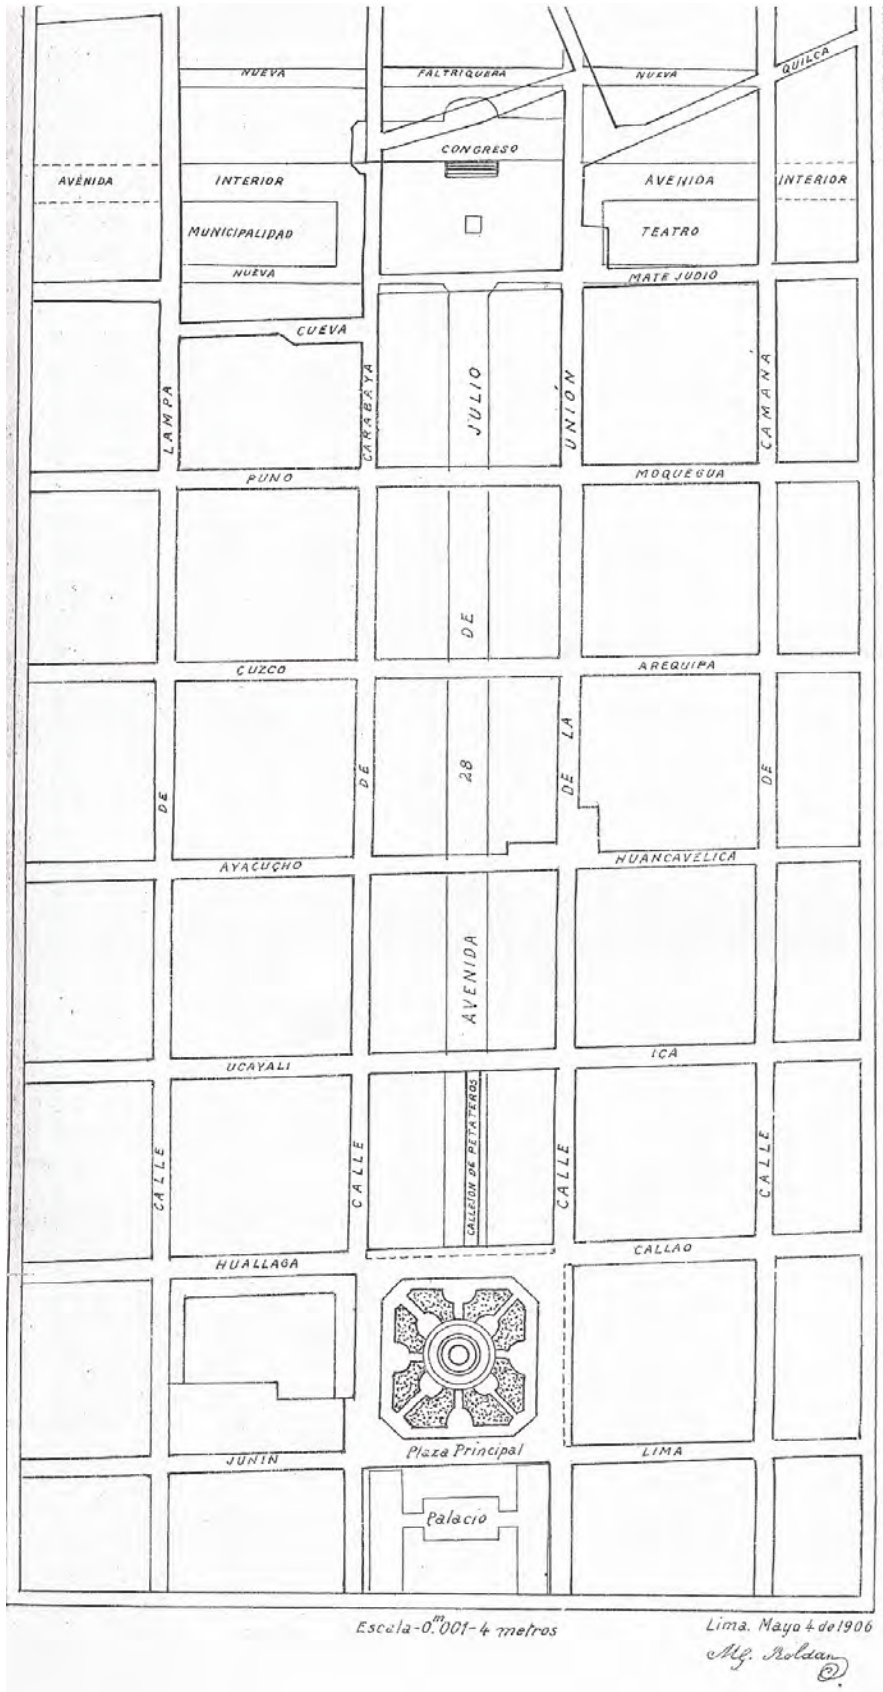 NUEVA
FALTRIQUERA
NUEVA
QUILCA
CONGRESO
AVENIDA
INTERIOR
AVENIDA
INTERIOR
MUNICIPALIDAD
TEATRO
NUEVA
MATE JUDIO
CUEVA
CALLE DE LAMPA
CALLE DE CARABAYA
AVENIDA 28 DE JULIO
CALLE DE LA UNION
CALLE DE CAMANA
PUNO
MOQUEGUA
CUZCO
AREQUIPA
AYACUCHO
HUANCAVELICA
UCAYALI
ICA
CALLEJON DE PETATEROS
HUALLAGA
CALLAO
Plaza Principal
JUNIN
LIMA
Palacio
Escala-0.m001-4 metros
Lima. Mayo 4 de 1906
Mg. Roldan